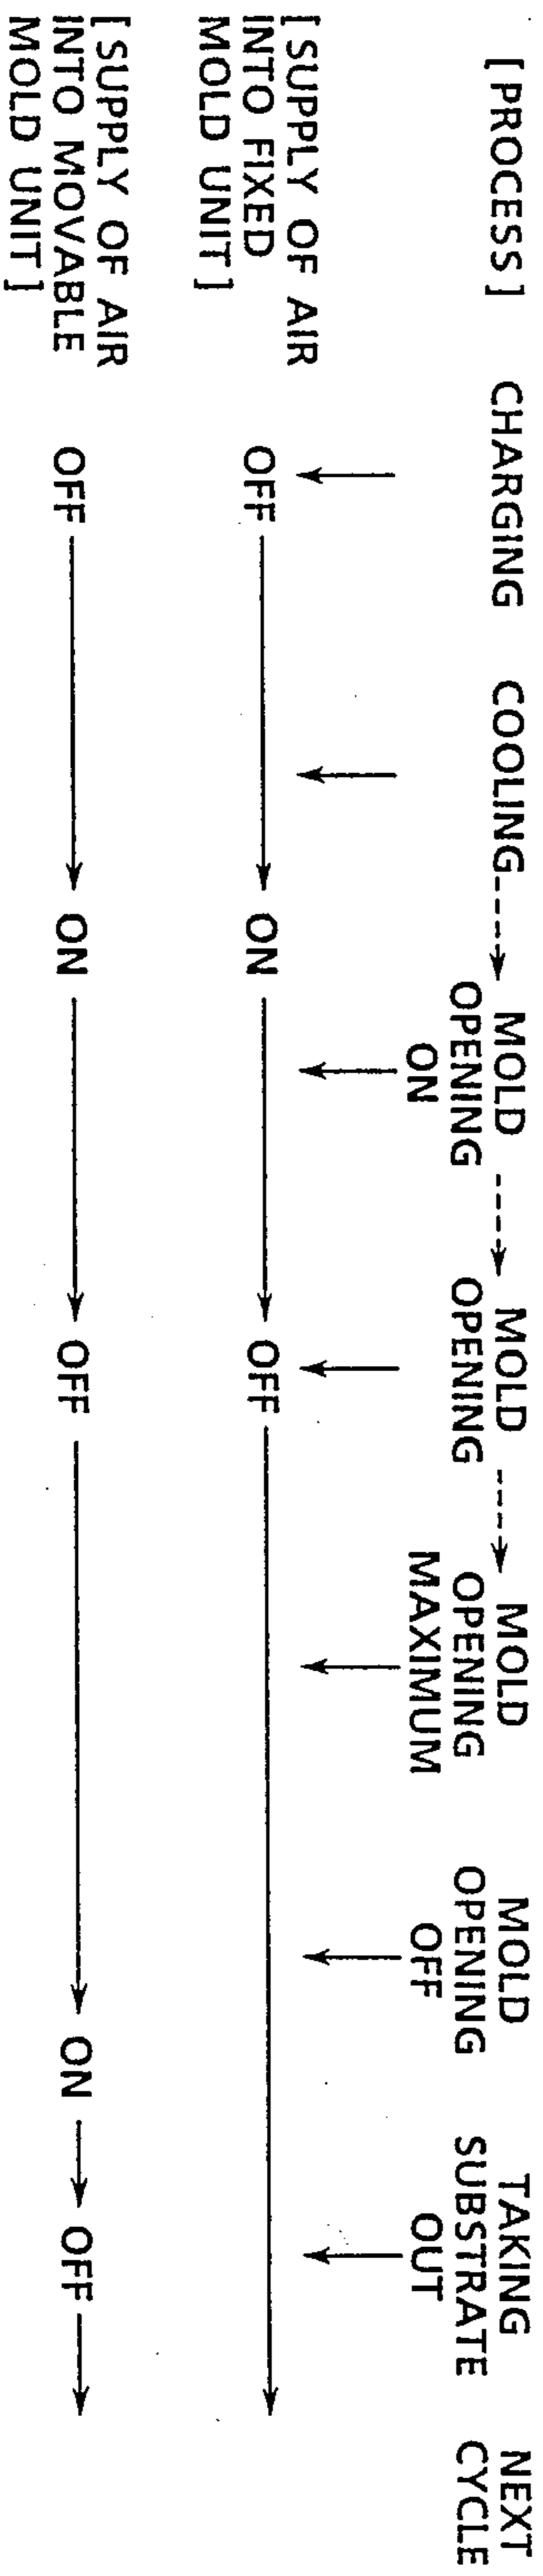 [ PROCESS ]
CHARGING
COOLING
MOLD
OPENING
ON
MOLD
OPENING
MOLD
OPENING
MAXIMUM
MOLD
OPENING
OFF
TAKING
SUBSTRATE
OUT
NEXT
CYCLE
[ SUPPLY OF AIR
INTO FIXED
MOLD UNIT ]
OFF
ON
OFF
[ SUPPLY OF AIR
INTO MOVABLE
MOLD UNIT ]
OFF
ON
OFF
ON
OFF